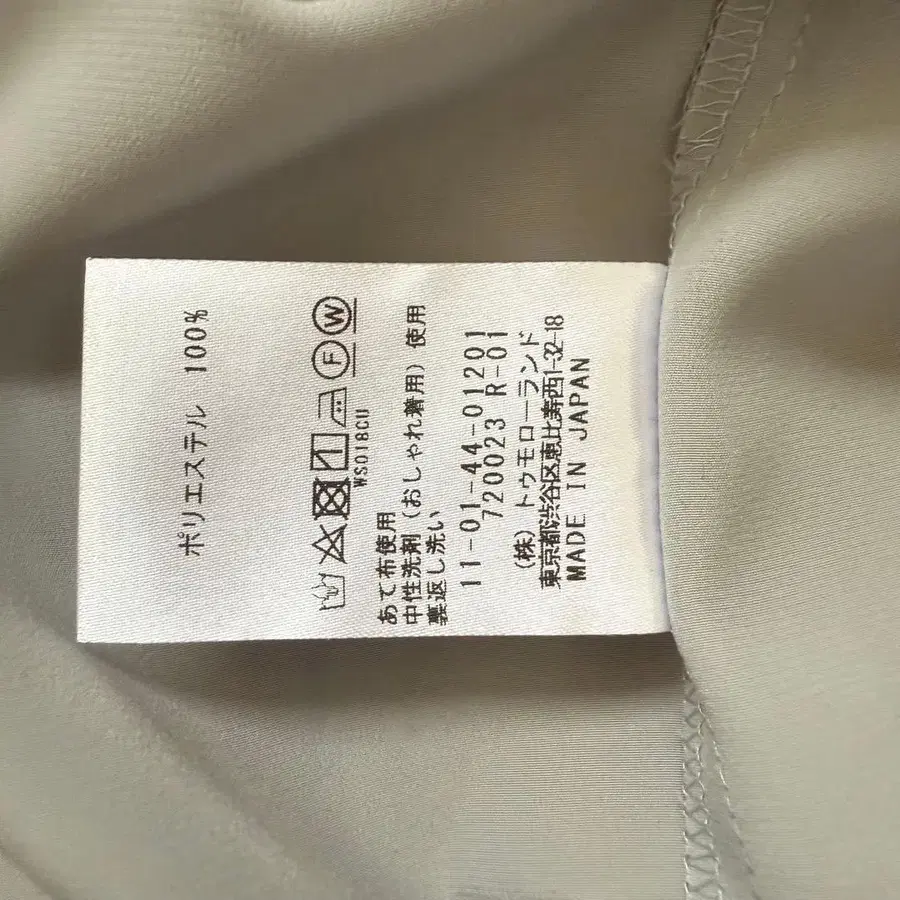 ポリエステル 100%
F W
WS018CU
あて布使用
中性洗剤(おしゃれ着用)使用
裏返し洗い
11-01-44-01201
720023 R-01
(株) トゥモローランド
東京都渋谷区恵比寿西1-32-18
MADE IN JAPAN